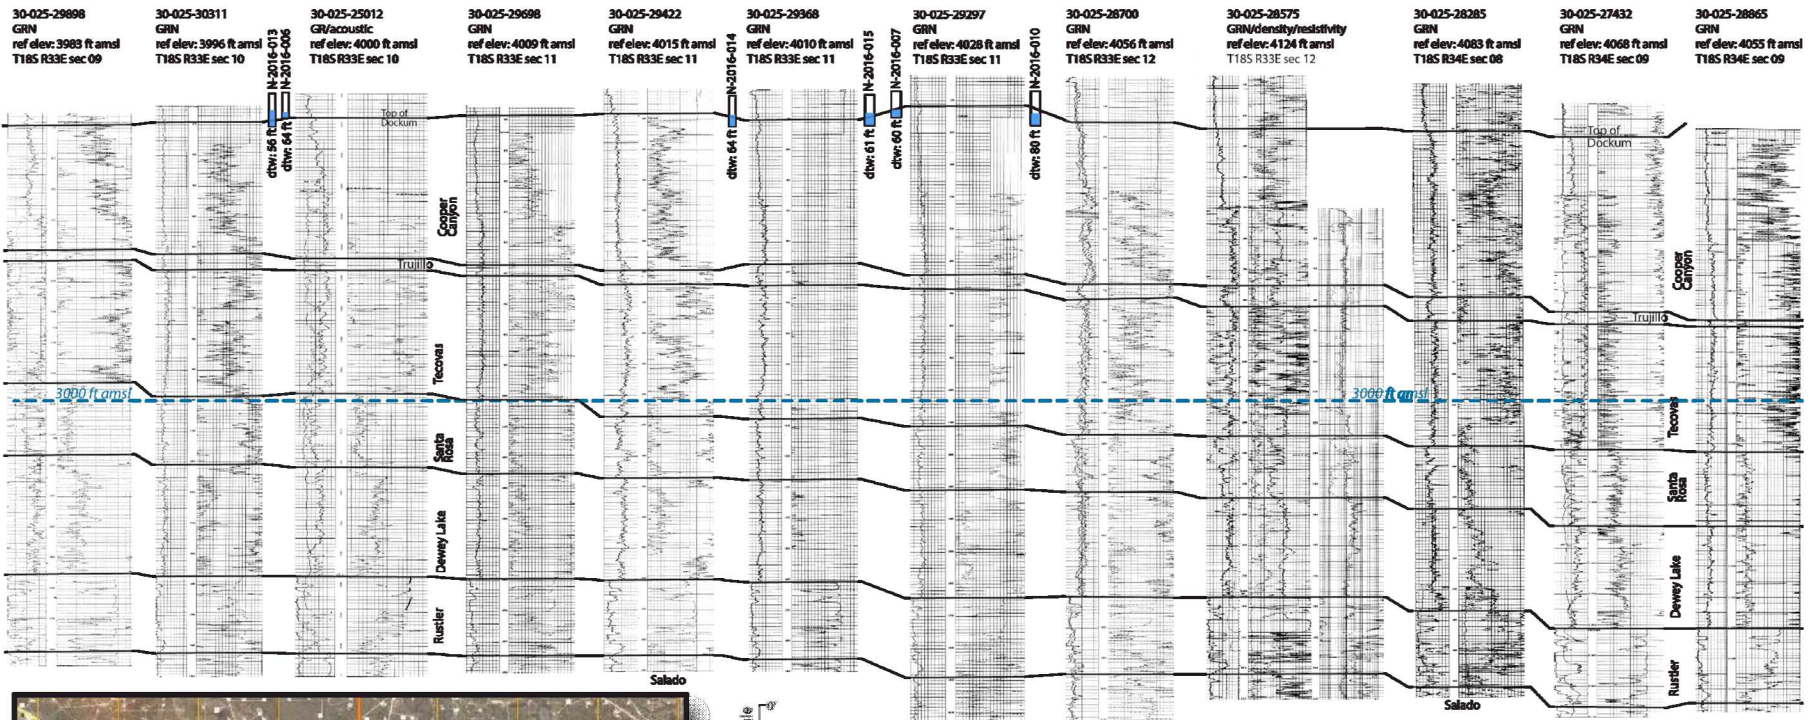 30-025-29898
GRN
ref elev: 3983 ft amsl
T18S R33E sec 09
30-025-30311
GRN
ref elev: 3996 ft amsl
T18S R33E sec 10
N-2016-013
dtw: 56 ft
N-2016-006
dtw: 64 ft
30-025-25012
GR/acoustic
ref elev: 4000 ft amsl
T18S R33E sec 10
30-025-29698
GRN
ref elev: 4009 ft amsl
T18S R33E sec 11
30-025-29422
GRN
ref elev: 4015 ft amsl
T18S R33E sec 11
N-2016-014
dtw: 64 ft
30-025-29368
GRN
ref elev: 4010 ft amsl
T18S R33E sec 11
N-2016-015
dtw: 61 ft
N-2016-007
dtw: 60 ft
30-025-29297
GRN
ref elev: 4028 ft amsl
T18S R33E sec 11
N-2016-010
dtw: 80 ft
30-025-28700
GRN
ref elev: 4056 ft amsl
T18S R33E sec 12
30-025-28575
GRN/density/resistivity
ref elev: 4124 ft amsl
T18S R33E sec 12
30-025-28285
GRN
ref elev: 4083 ft amsl
T18S R34E sec 08
30-025-27432
GRN
ref elev: 4068 ft amsl
T18S R34E sec 09
30-025-28865
GRN
ref elev: 4055 ft amsl
T18S R34E sec 09
Top of
Dockum
Top of
Dockum
Cooper
Canyon
Cooper
Canyon
Trujillo
Trujillo
Tecovas
Tecovas
3000 ft amsl
3000 ft amsl
Santa
Rosa
Santa
Rosa
Dewey Lake
Dewey Lake
Rustler
Rustler
Salado
Salado